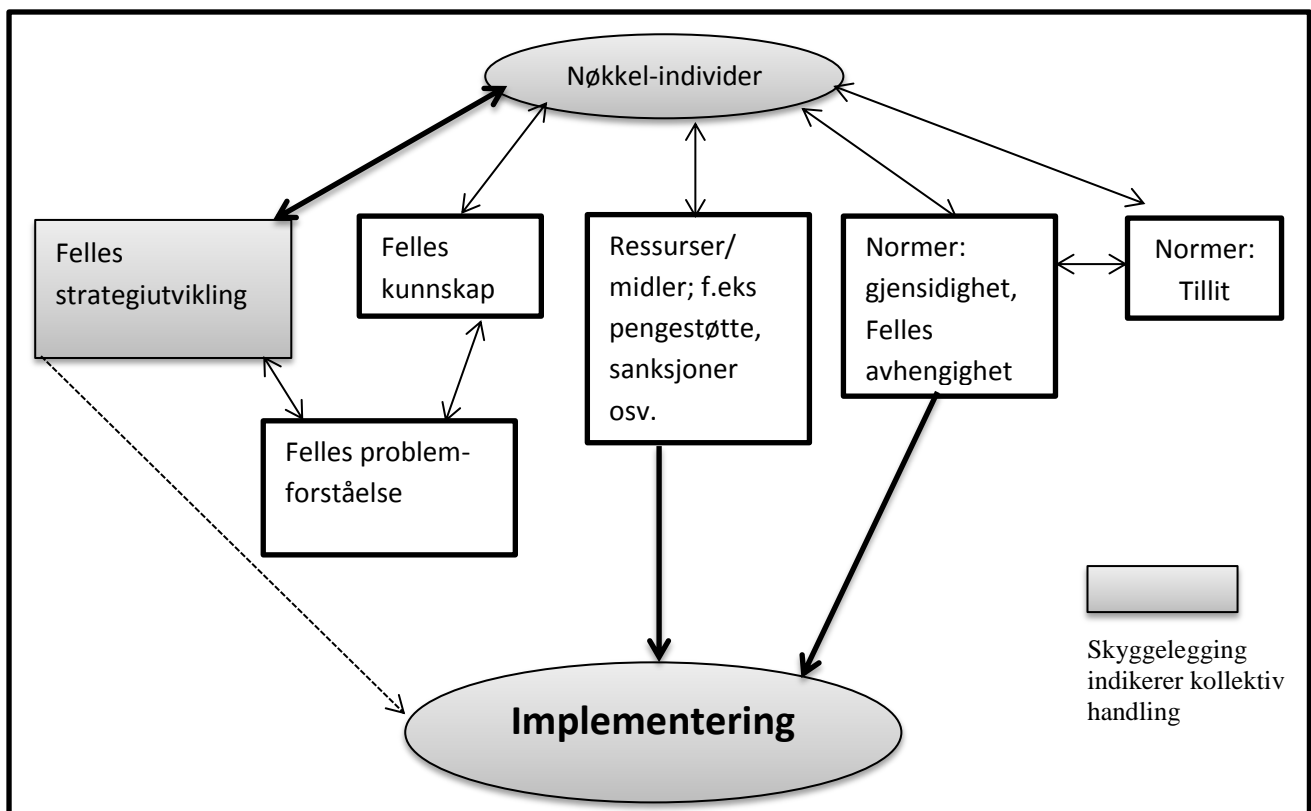 Nøkkel-individer
Felles
strategiutvikling
Felles
kunnskap
Ressurser/
midler; f.eks
pengestøtte,
sanksjoner
osv.
Normer:
gjensidighet,
Felles
avhengighet
Normer:
Tillit
Felles problem-
forståelse
Implementering
Skyggelegging
indikerer kollektiv
handling